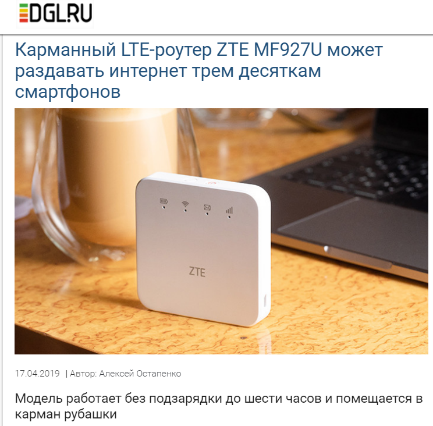 EDGL.RU
Карманный LTE-роутер ZTE MF927U может
раздавать интернет трем десяткам
смартфонов
ZTE
17.04.2019 | Автор: Алексей Остапенко
Модель работает без подзарядки до шести часов и помещается в
карман рубашки